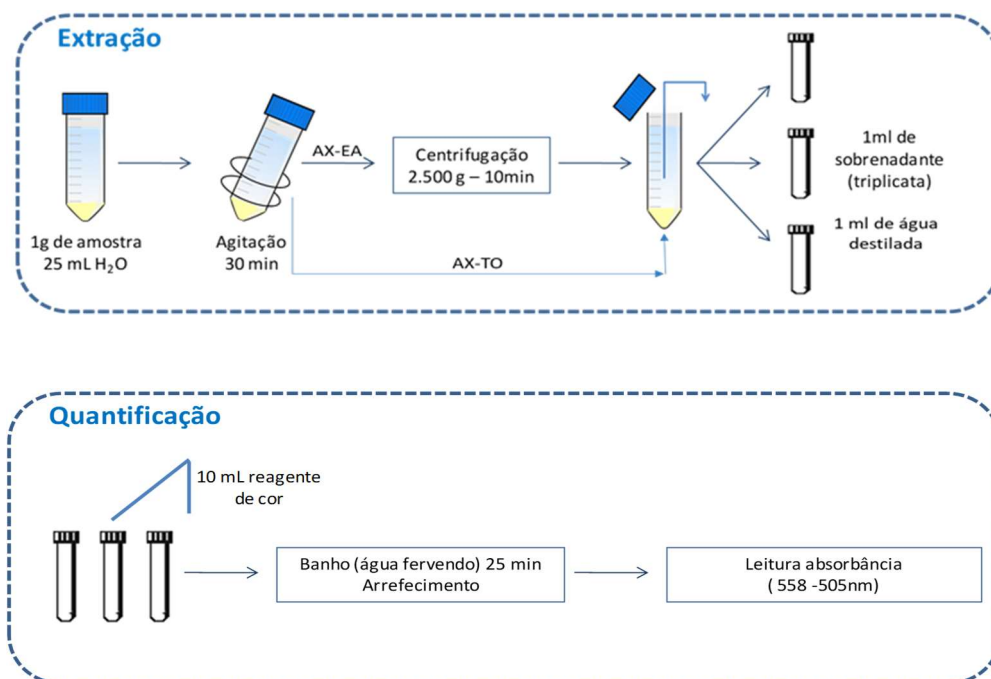 Extração
AX-EA
Centrifugação
2.500 g – 10min
1ml de
sobrenadante
(triplicata)
1 ml de água
destilada
1g de amostra
25 mL H₂O
Agitação
30 min
AX-TO
Quantificação
10 mL reagente
de cor
Banho (água fervendo) 25 min
Arrefecimento
Leitura absorbância
( 558 -505nm)